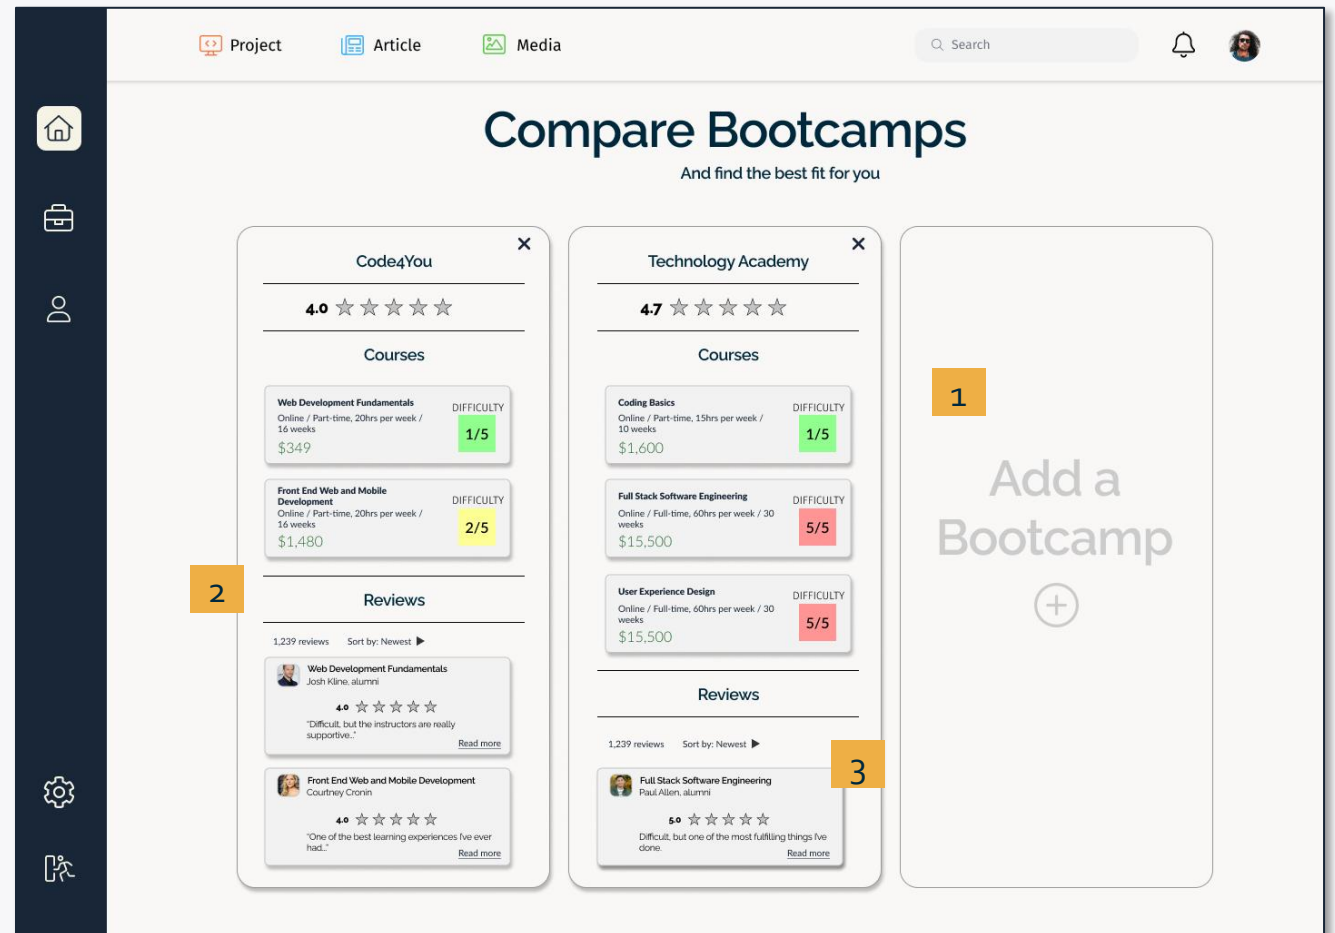 Project
Article
Media
Search
Compare Bootcamps
And find the best fit for you
Code4You
4.0
Courses
Web Development Fundamentals
Online / Part-time, 20hrs per week /
16 weeks
$349
DIFFICULTY
1/5
Front End Web and Mobile
Development
Online / Part-time, 20hrs per week /
16 weeks
$1,480
DIFFICULTY
2/5
2
Reviews
1,239 reviews
Sort by: Newest
Web Development Fundamentals
Josh Kline, alumni
4.0
"Difficult, but the instructors are really
supportive.."
Read more
Front End Web and Mobile Development
Courtney Cronin
4.0
"One of the best learning experiences I've ever
had.."
Read more
Technology Academy
4.7
Courses
Coding Basics
Online / Part-time, 15hrs per week /
10 weeks
$1,600
DIFFICULTY
1/5
Full Stack Software Engineering
Online / Full-time, 60hrs per week / 30
weeks
$15,500
DIFFICULTY
5/5
User Experience Design
Online / Full-time, 60hrs per week / 30
weeks
$15,500
DIFFICULTY
5/5
Reviews
1,239 reviews
Sort by: Newest
3
Full Stack Software Engineering
Paul Allen, alumni
5.0
Difficult, but one of the most fulfilling things I've
done.
Read more
1
Add a
Bootcamp